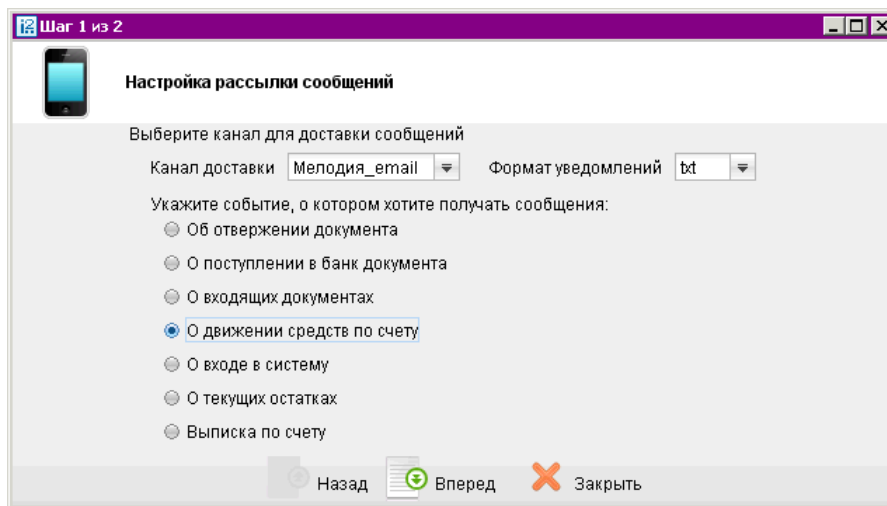 Шаг 1 из 2
Настройка рассылки сообщений
Выберите канал для доставки сообщений
Канал доставки Мелодия_email Формат уведомлений txt
Укажите событие, о котором хотите получать сообщения:
Об отвержении документа
О поступлении в банк документа
О входящих документах
О движении средств по счету
О входе в систему
О текущих остатках
Выписка по счету
Назад Вперед Закрыть